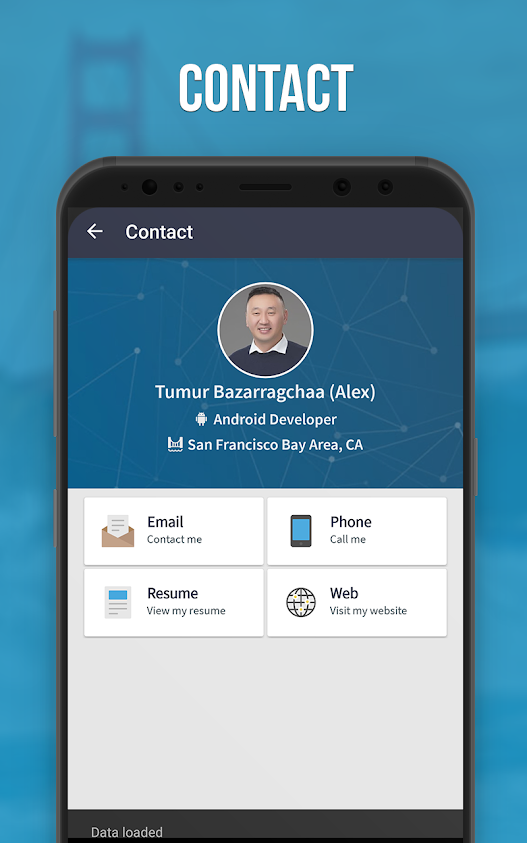 CONTACT
Contact
Tumur Bazarragchaa (Alex)
Android Developer
San Francisco Bay Area, CA
Email
Contact me
Phone
Call me
Resume
View my resume
Web
Visit my website
Data loaded